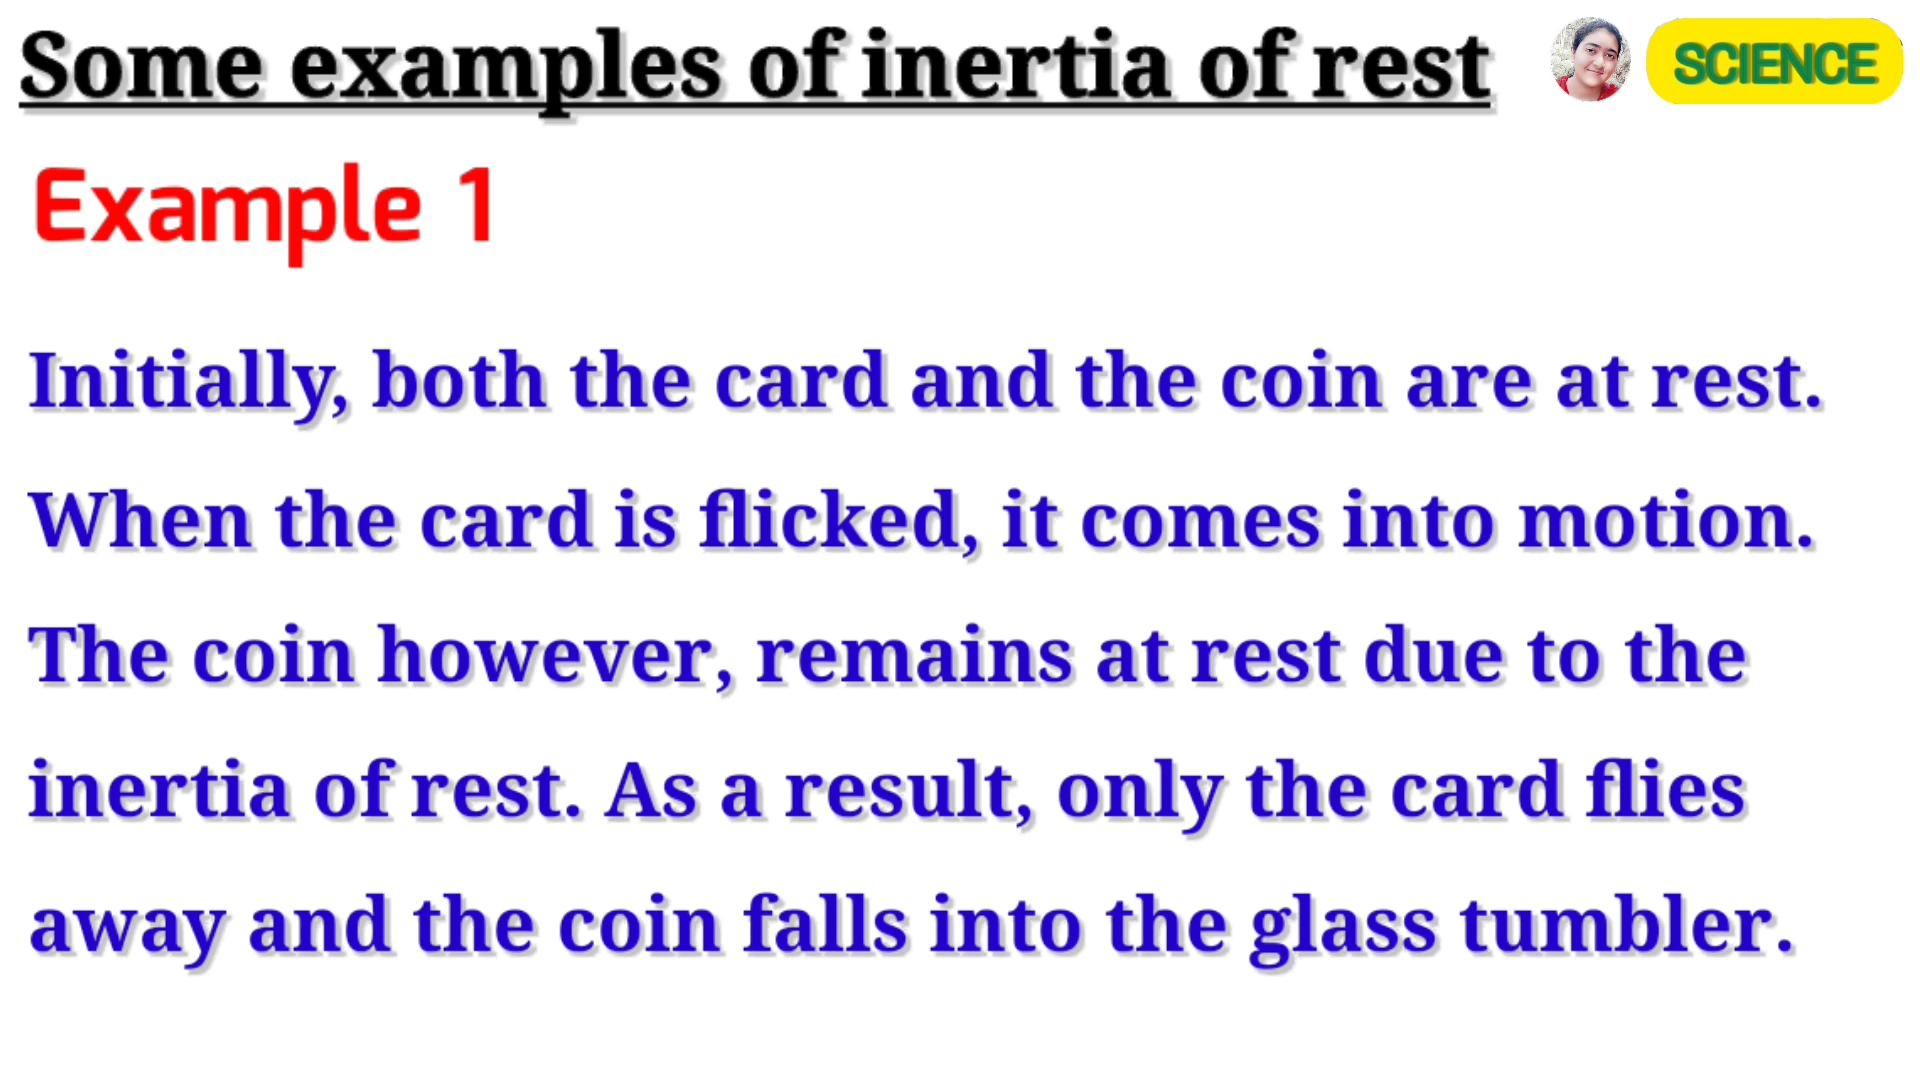 Some examples of inertia of rest
SCIENCE
Example 1
Initially, both the card and the coin are at rest.
When the card is flicked, it comes into motion.
The coin however, remains at rest due to the
inertia of rest. As a result, only the card flies
away and the coin falls into the glass tumbler.